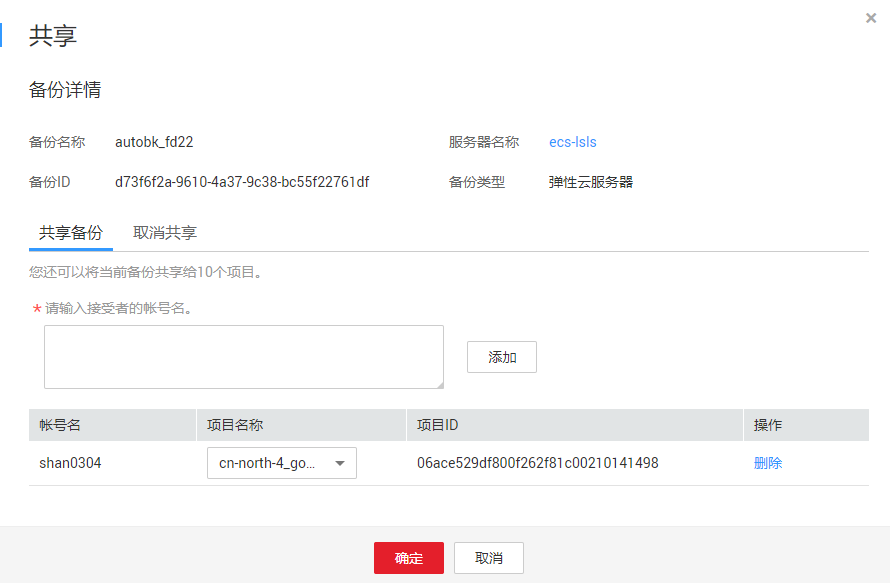 共享
备份详情
备份名称 autobk_fd22 服务器名称 ecs-lsls
备份ID d73f6f2a-9610-4a37-9c38-bc55f22761df 备份类型 弹性云服务器
共享备份 取消共享
您还可以将当前备份共享给10个项目。
* 请输入接受者的帐号名。
添加
帐号名 项目名称 项目ID 操作
shan0304 cn-north-4_go... 06ace529df800f262f81c00210141498 删除
确定 取消